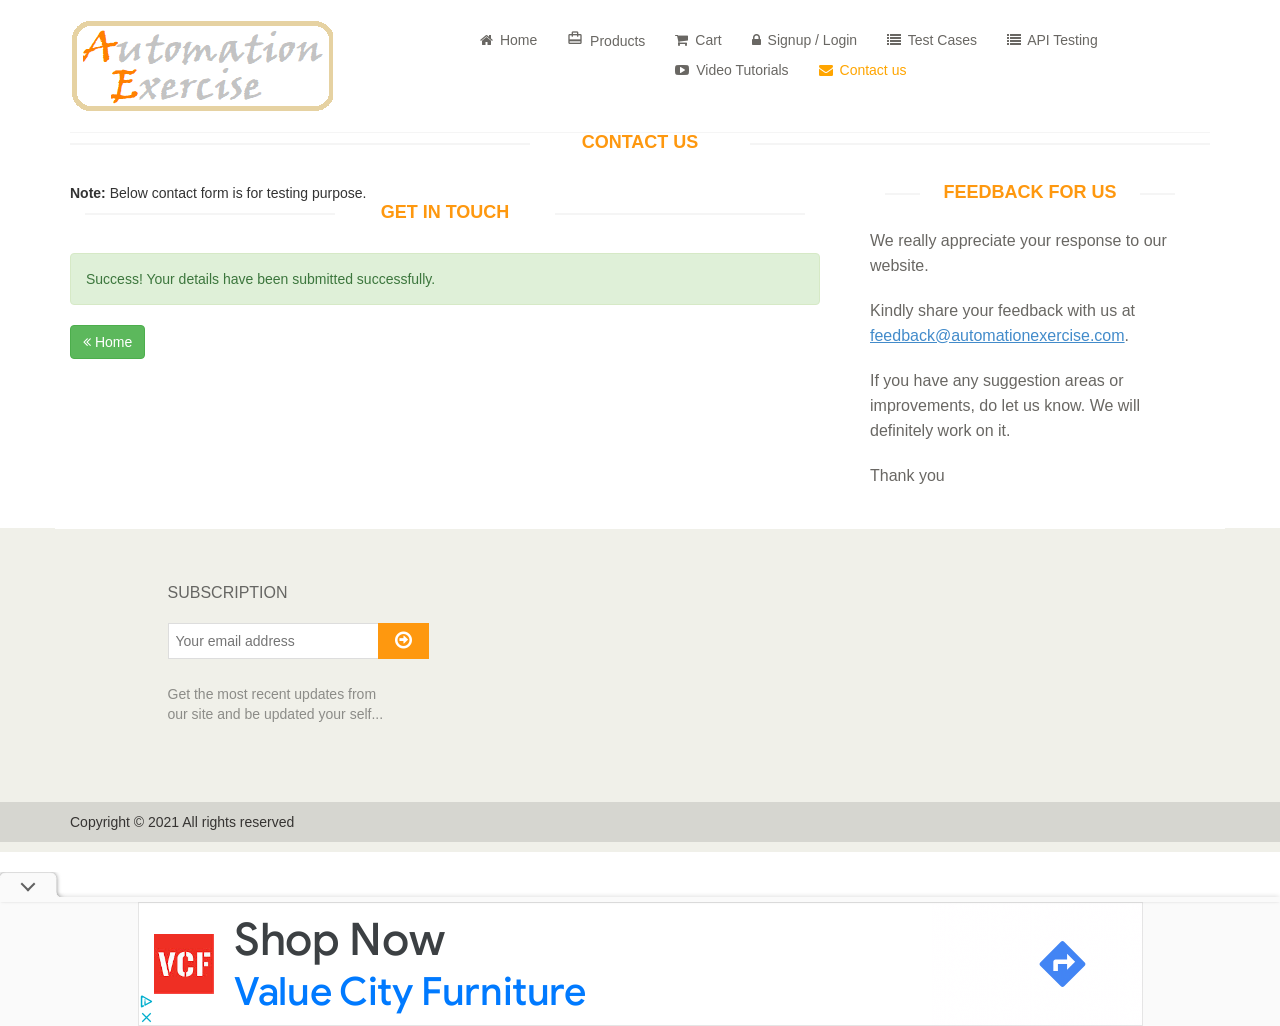 Automation
Exercise
Home
Products
Cart
Signup / Login
Test Cases
API Testing
Video Tutorials
Contact us
CONTACT US
Note: Below contact form is for testing purpose.
GET IN TOUCH
Success! Your details have been submitted successfully.
Home
FEEDBACK FOR US
We really appreciate your response to our
website.
Kindly share your feedback with us at
feedback@automationexercise.com.
If you have any suggestion areas or
improvements, do let us know. We will
definitely work on it.
Thank you
SUBSCRIPTION
Your email address
Get the most recent updates from
our site and be updated your self...
Copyright © 2021 All rights reserved
VCF
Shop Now
Value City Furniture